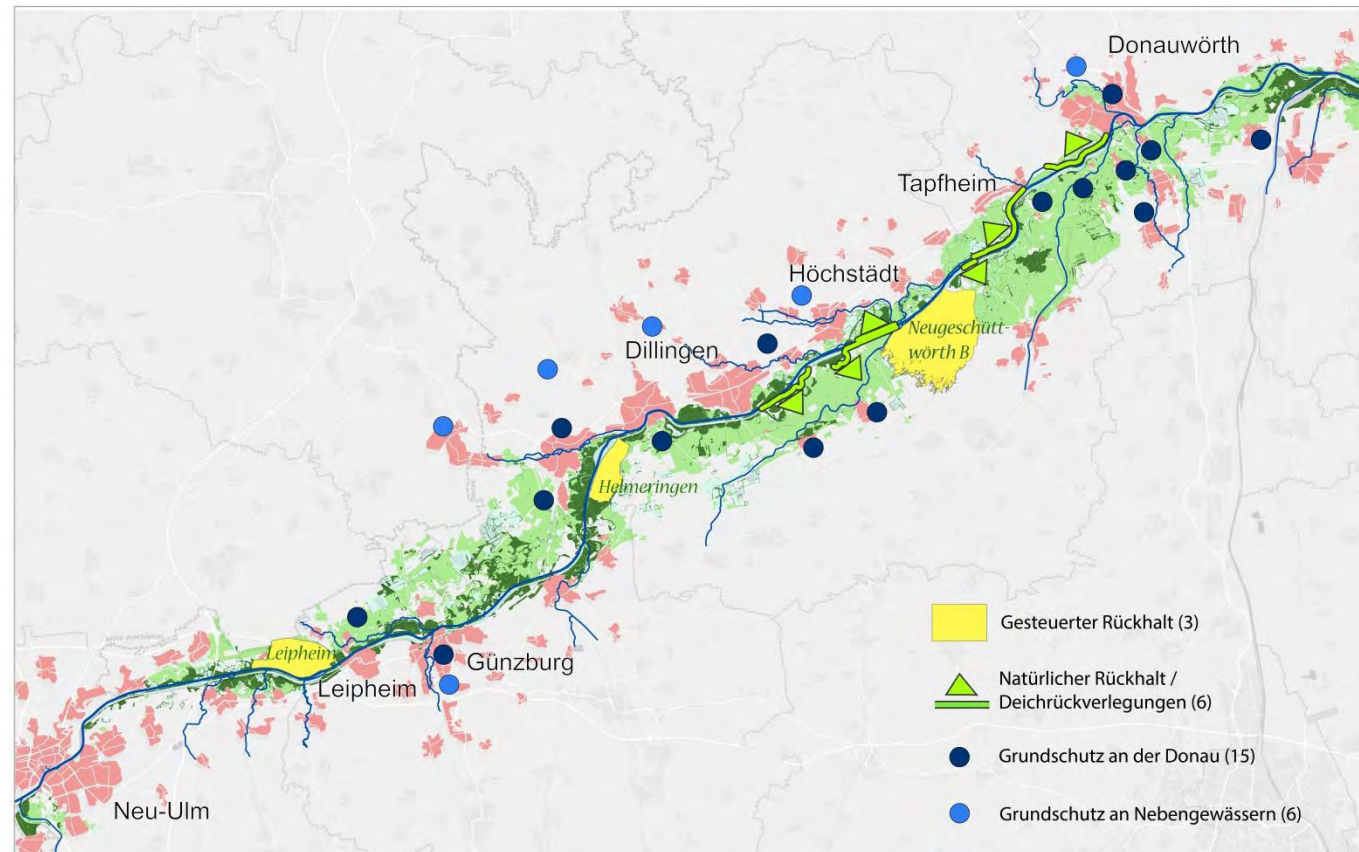 Donauwörth
Tapfheim
Höchstädt
Neugeschütt-
wörth B
Dillingen
Helmeringen
Leipheim
Günzburg
Leipheim
Neu-Ulm
Gesteuerter Rückhalt (3)
Natürlicher Rückhalt /
Deichrückverlegungen (6)
Grundschutz an der Donau (15)
Grundschutz an Nebengewässern (6)